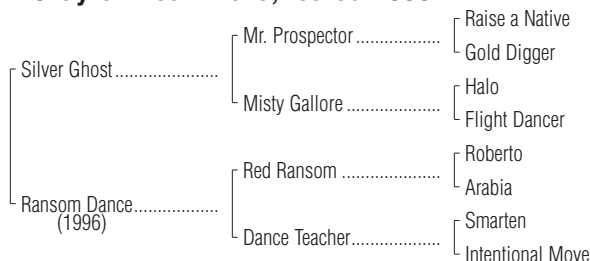 Raise a Native
Mr. Prospector
Gold Digger
Silver Ghost
Halo
Misty Gallore
Flight Dancer
Roberto
Red Ransom
Arabia
Ransom Dance
(1996)
Smarten
Dance Teacher
Intentional Move